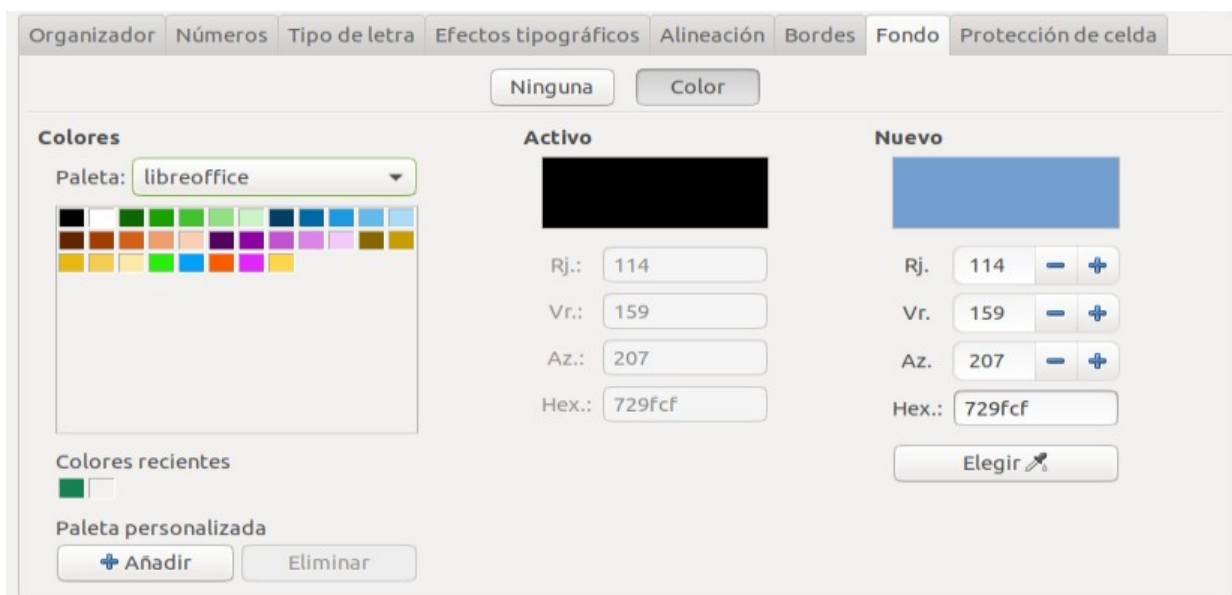 Organizador Números Tipo de letra Efectos tipográficos Alineación Bordes Fondo Protección de celda
Ninguna Color
Colores
Paleta: libreoffice
Colores recientes
Paleta personalizada
Añadir Eliminar
Activo
Rj.: 114
Vr.: 159
Az.: 207
Hex.: 729fcf
Nuevo
Rj. 114
Vr. 159
Az. 207
Hex.: 729fcf
Elegir